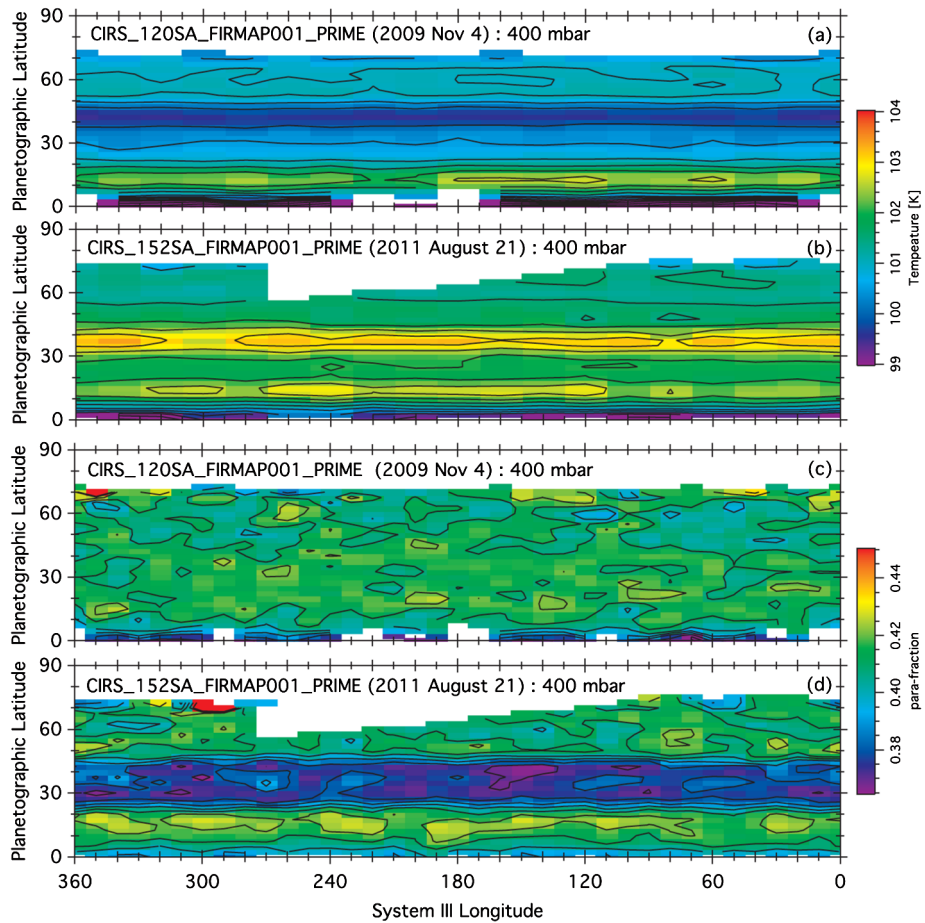 CIRS_120SA_FIRMAP001_PRIME (2009 Nov 4) : 400 mbar (a)
Planetographic Latitude
90
60
30
0
CIRS_152SA_FIRMAP001_PRIME (2011 August 21) : 400 mbar (b)
Planetographic Latitude
90
60
30
0
104
103
102
101
100
99
Tempeature [K]
CIRS_120SA_FIRMAP001_PRIME (2009 Nov 4) : 400 mbar (c)
Planetographic Latitude
90
60
30
0
CIRS_152SA_FIRMAP001_PRIME (2011 August 21) : 400 mbar (d)
Planetographic Latitude
90
60
30
0
0.44
0.42
0.40
0.38
para-fraction
360 300 240 180 120 60 0
System III Longitude